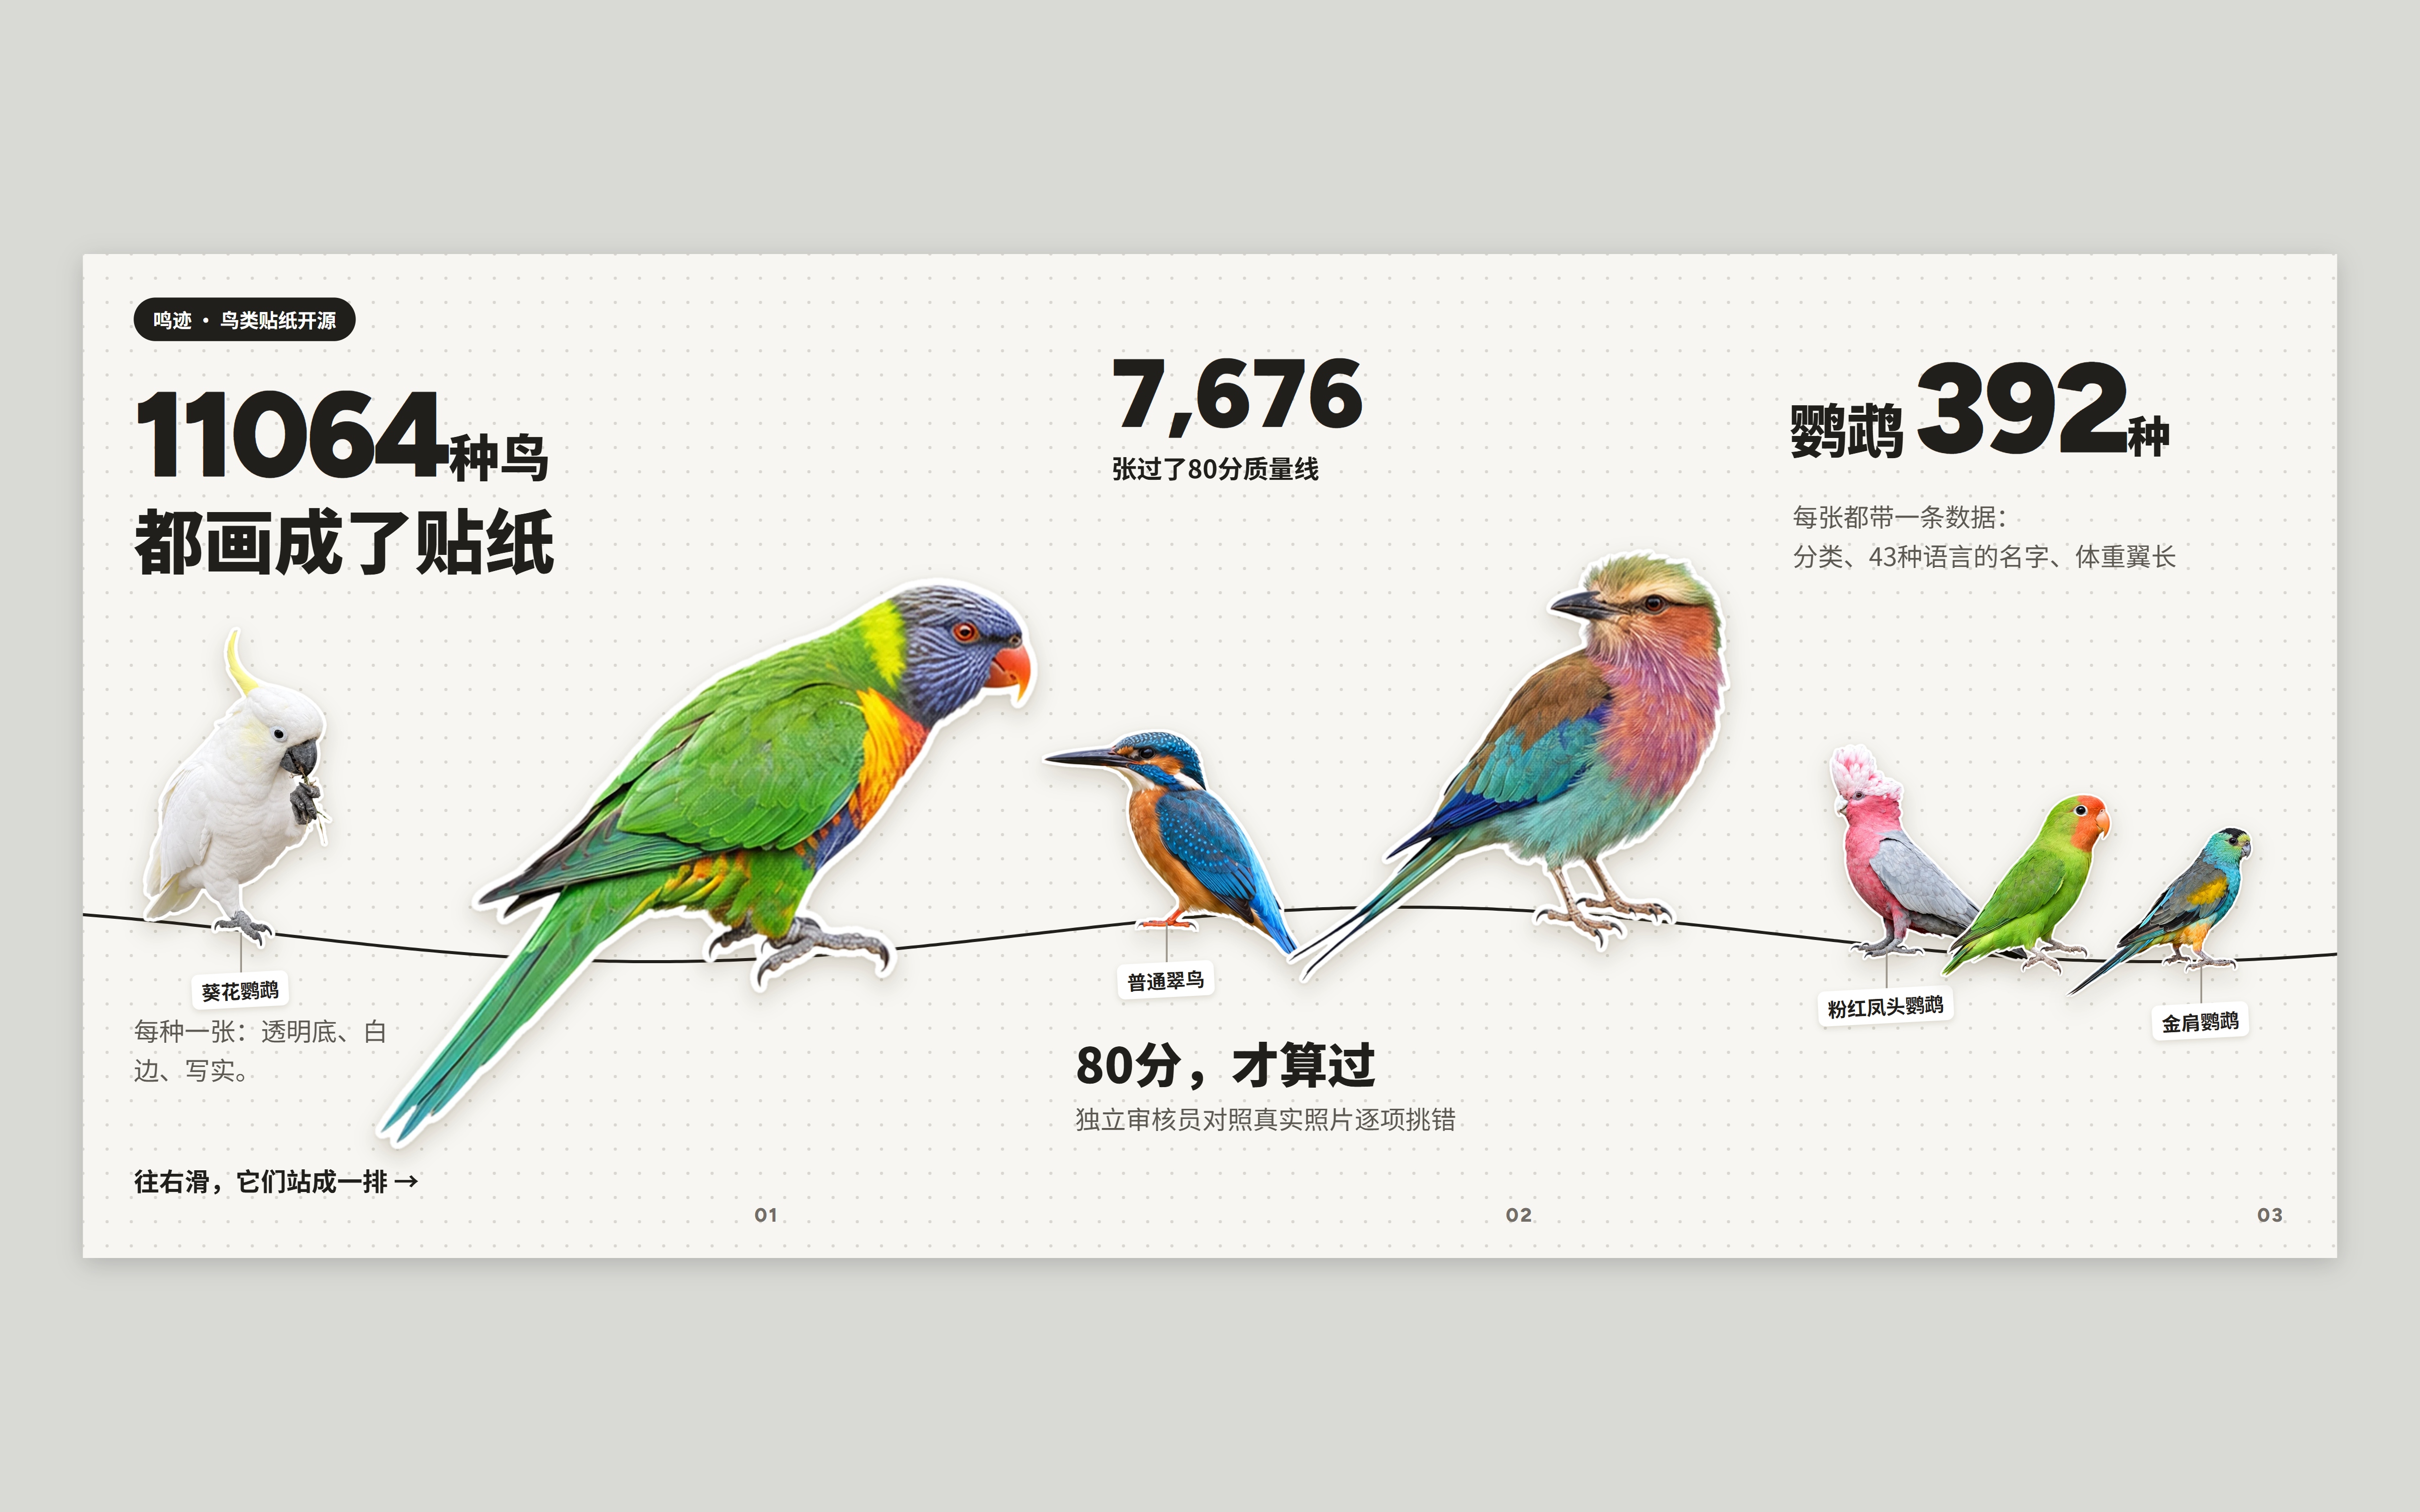 鸣迹 · 鸟类贴纸开源
11064种鸟
都画成了贴纸
葵花鹦鹉
每种一张：透明底、白
边、写实。
往右滑，它们站成一排→
01
7,676
张过了80分质量线
普通翠鸟
80分，才算过
独立审核员对照真实照片逐项挑错
02
鹦鹉 392种
每张都带一条数据：
分类、43种语言的名字、体重翼长
粉红凤头鹦鹉
金肩鹦鹉
03